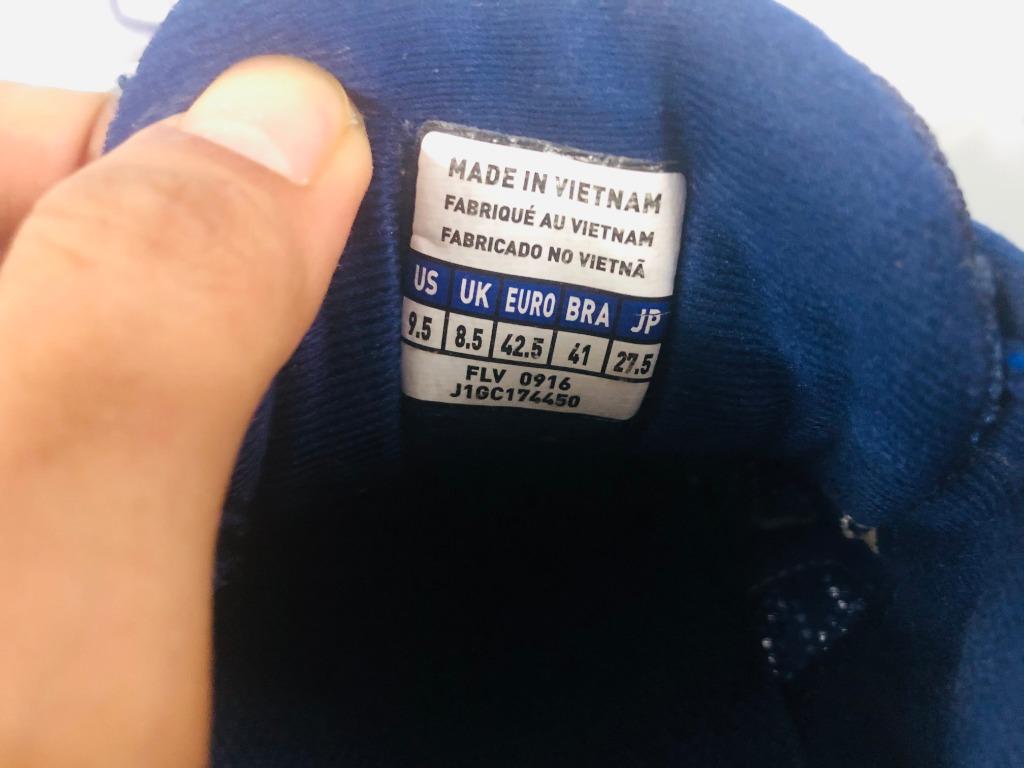 MADE IN VIETNAM
FABRIQUÉ AU VIETNAM
FABRICADO NO VIETNÃ
US UK EURO BRA JP
9.5 8.5 42.5 41 27.5
FLV 0916
J1GC174450